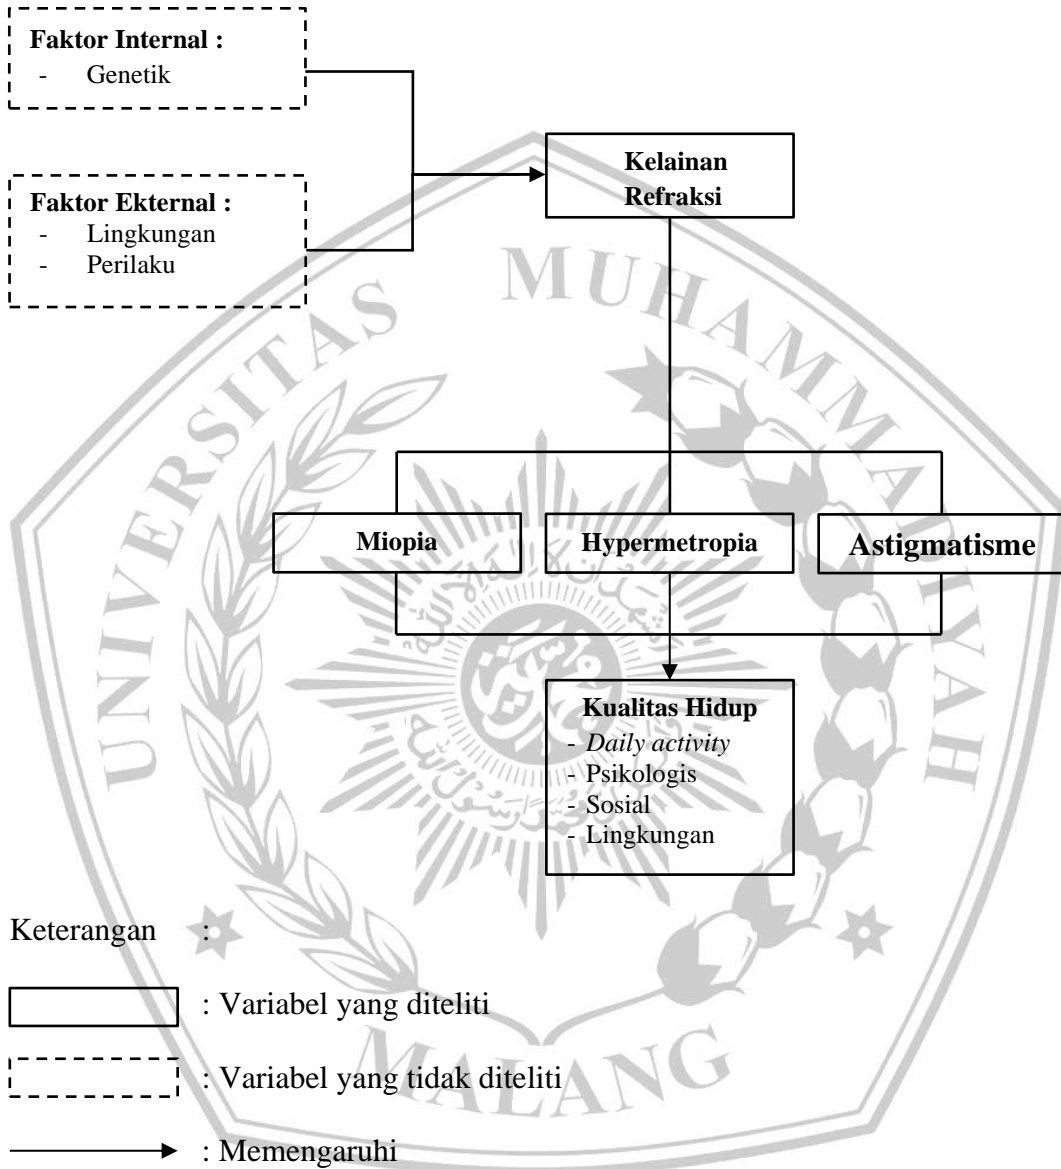 Faktor Internal :
- Genetik
Faktor Ekternal :
- Lingkungan
- Perilaku
Kelainan
Refraksi
Miopia
Hypermetropia
Astigmatisme
Kualitas Hidup
- Daily activity
- Psikologis
- Sosial
- Lingkungan
Keterangan :
: Variabel yang diteliti
: Variabel yang tidak diteliti
: Memengaruhi
UNIVERSITAS MUHAMMADIYAH
MALANG